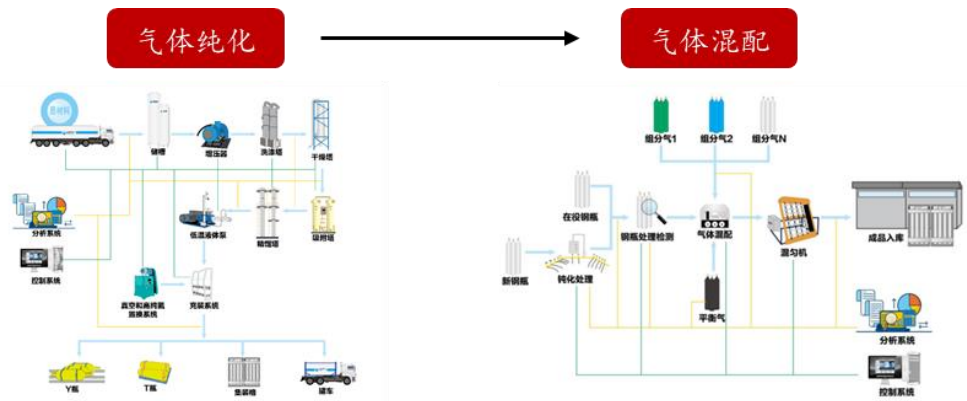 气体纯化
气体混配
原材料
储槽
增压器
洗涤塔
干燥塔
分析系统
控制系统
低温液体泵
精馏塔
吸附塔
真空和高纯氦
置换系统
充装系统
Y瓶
T瓶
集装格
罐车
组分气1
组分气2
组分气N
在役钢瓶
新钢瓶
钝化处理
钢瓶处理检测
气体混配
平衡气
混匀机
成品入库
分析系统
控制系统